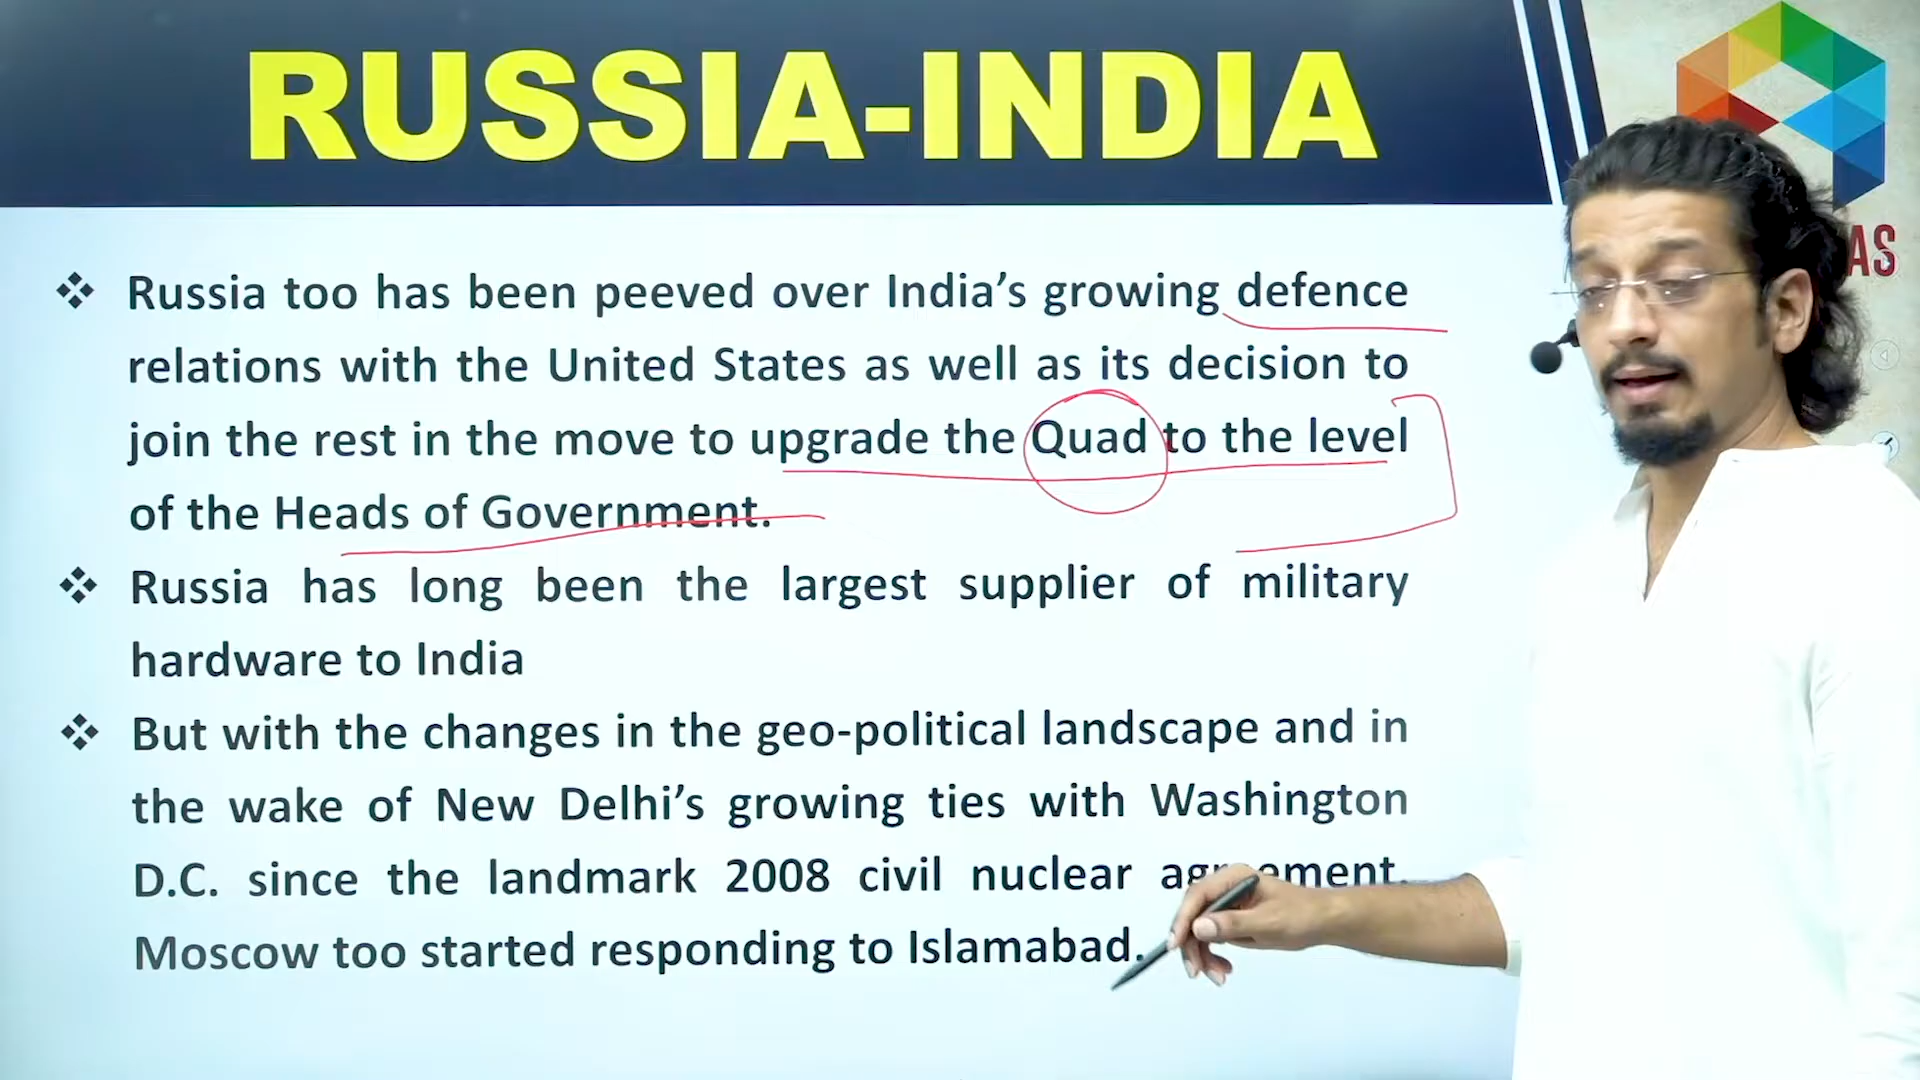 RUSSIA-INDIA
AS
❖ Russia too has been peeved over India’s growing defence
relations with the United States as well as its decision to
join the rest in the move to upgrade the Quad to the level
of the Heads of Government.
❖ Russia has long been the largest supplier of military
hardware to India
❖ But with the changes in the geo-political landscape and in
the wake of New Delhi’s growing ties with Washington
D.C. since the landmark 2008 civil nuclear agreement.
Moscow too started responding to Islamabad.